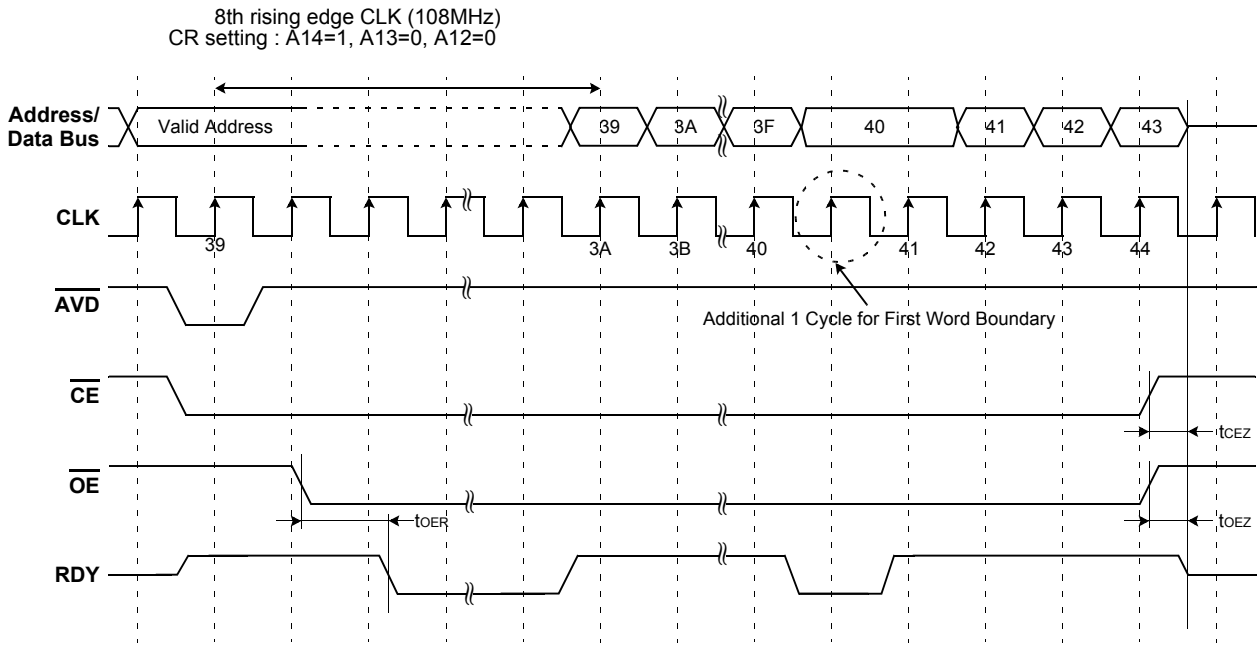 8th rising edge CLK (108MHz)
CR setting : A14=1, A13=0, A12=0
Address/
Data Bus
Valid Address
39
3A
3F
40
41
42
43
CLK
39
3A
3B
40
41
42
43
44
AVD
Additional 1 Cycle for First Word Boundary
CE
tCEZ
OE
tOER
tOEZ
RDY